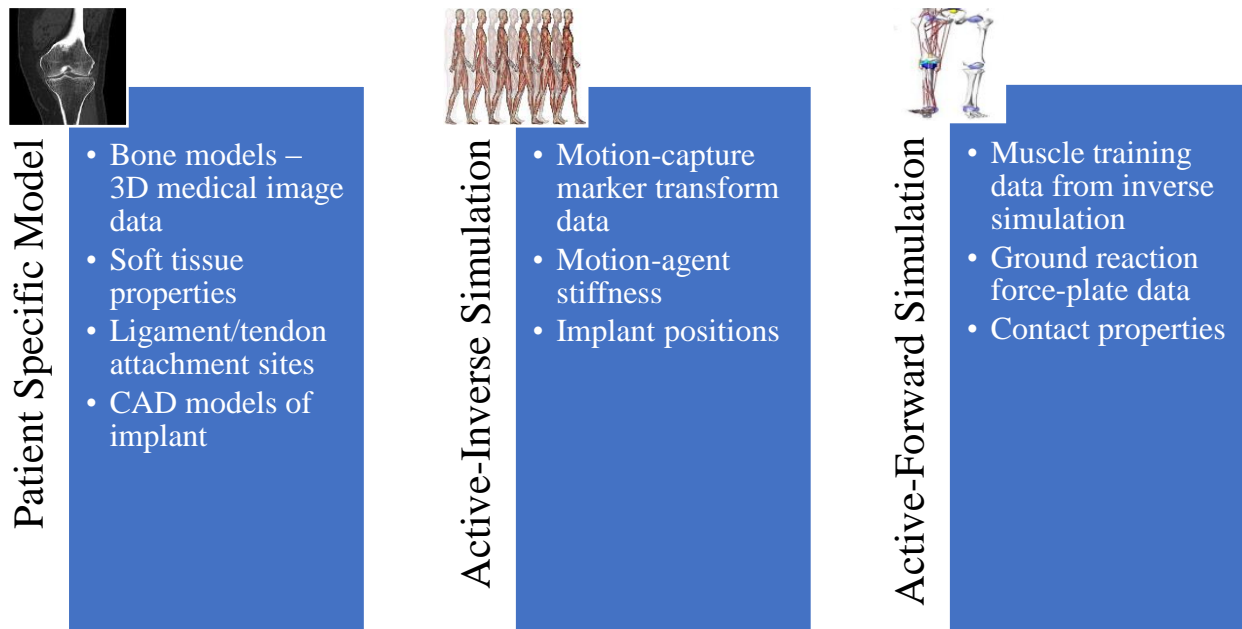 Patient Specific Model
• Bone models –
3D medical image
data
• Soft tissue
properties
• Ligament/tendon
attachment sites
• CAD models of
implant
Active-Inverse Simulation
• Motion-capture
marker transform
data
• Motion-agent
stiffness
• Implant positions
Active-Forward Simulation
• Muscle training
data from inverse
simulation
• Ground reaction
force-plate data
• Contact properties